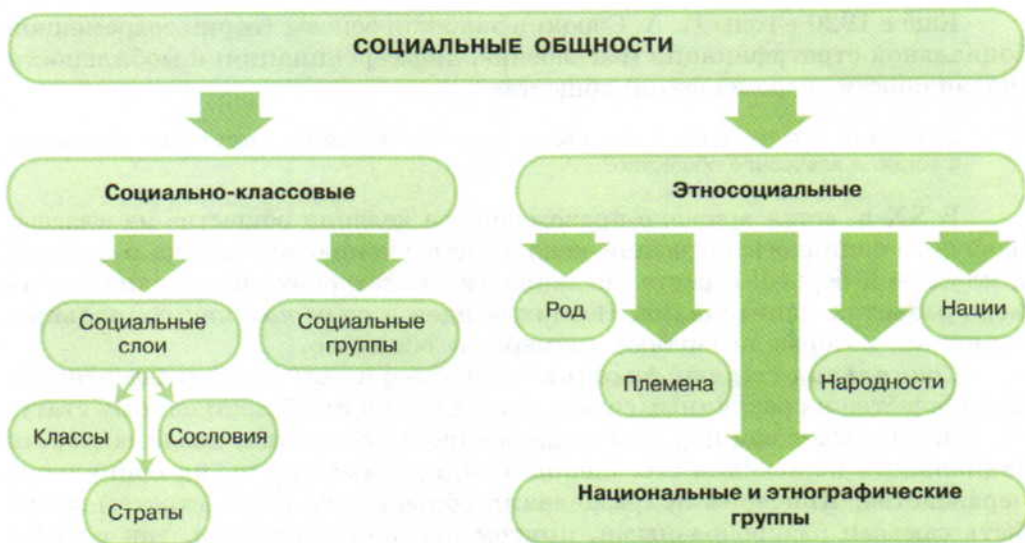 СОЦИАЛЬНЫЕ ОБЩНОСТИ
Социально-классовые
Этносоциальные
Социальные
слои
Социальные
группы
Род
Нации
Племена
Народности
Классы
Сословия
Страты
Национальные и этнографические
группы